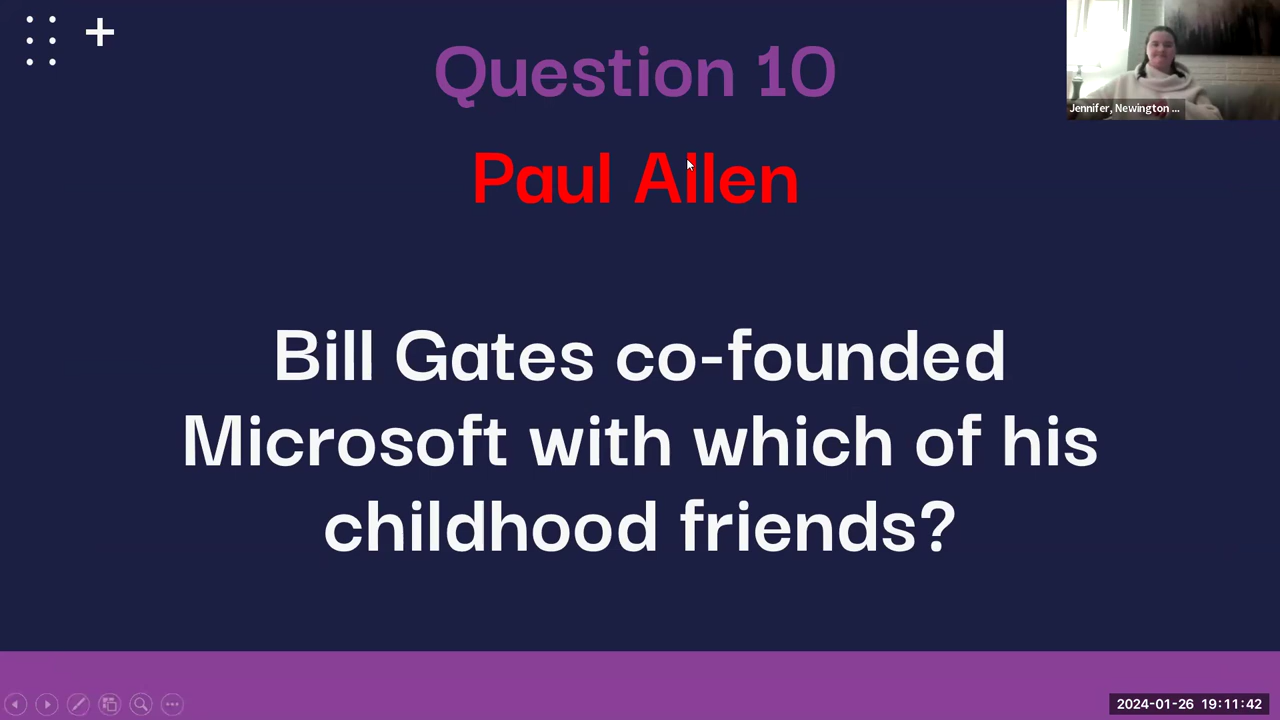 Question 10
Jennifer, Newington ...
Paul Allen
Bill Gates co-founded
Microsoft with which of his
childhood friends?
2024-01-26 19:11:42